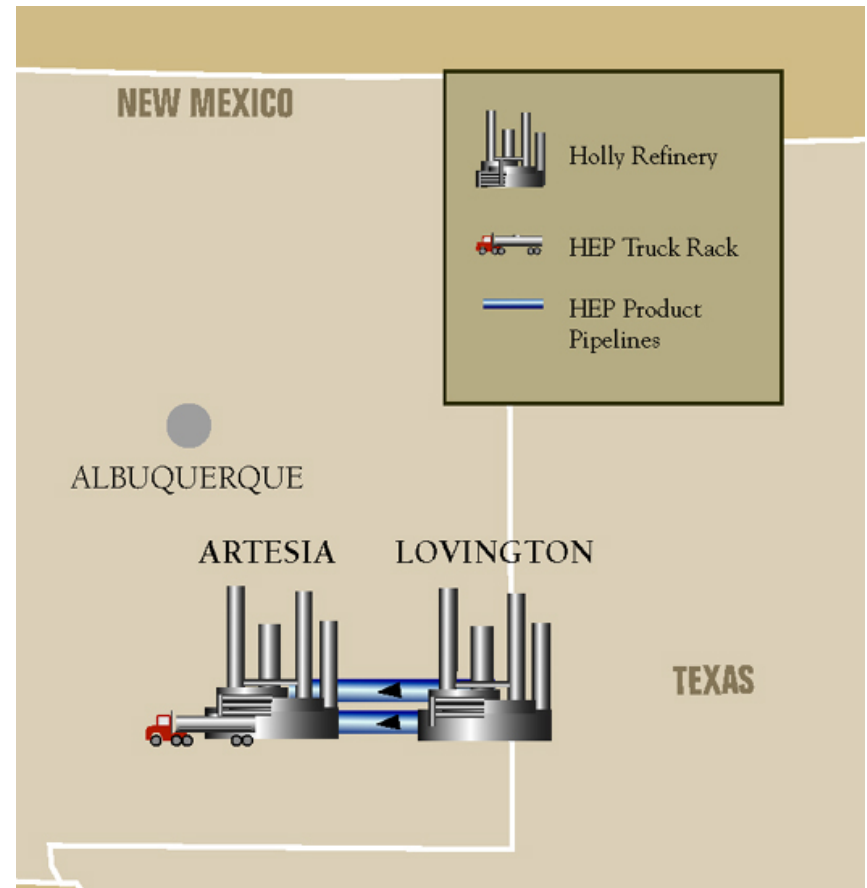 NEW MEXICO
Holly Refinery
HEP Truck Rack
HEP Product
Pipelines
ALBUQUERQUE
ARTESIA
LOVINGTON
TEXAS